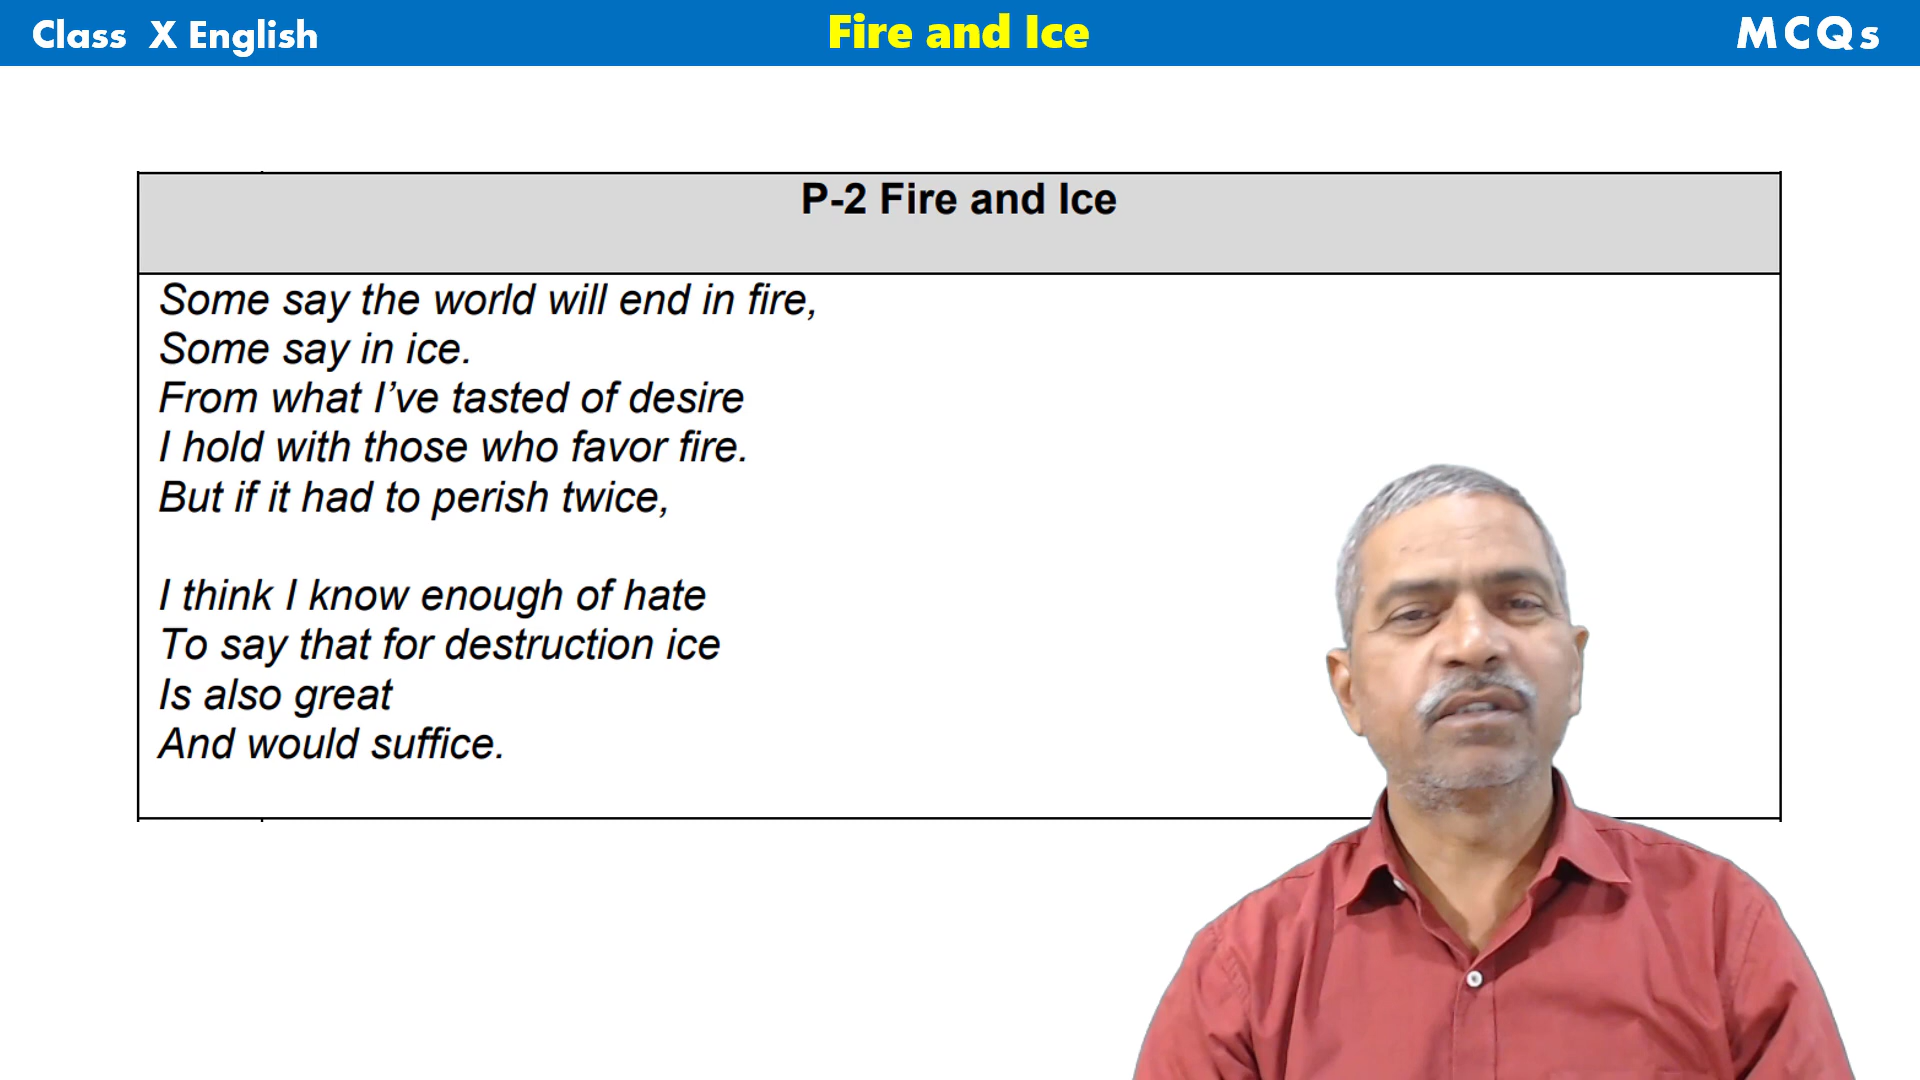 Class X English
Fire and Ice
MCQs
P-2 Fire and Ice
Some say the world will end in fire,
Some say in ice.
From what I’ve tasted of desire
I hold with those who favor fire.
But if it had to perish twice,
I think I know enough of hate
To say that for destruction ice
Is also great
And would suffice.